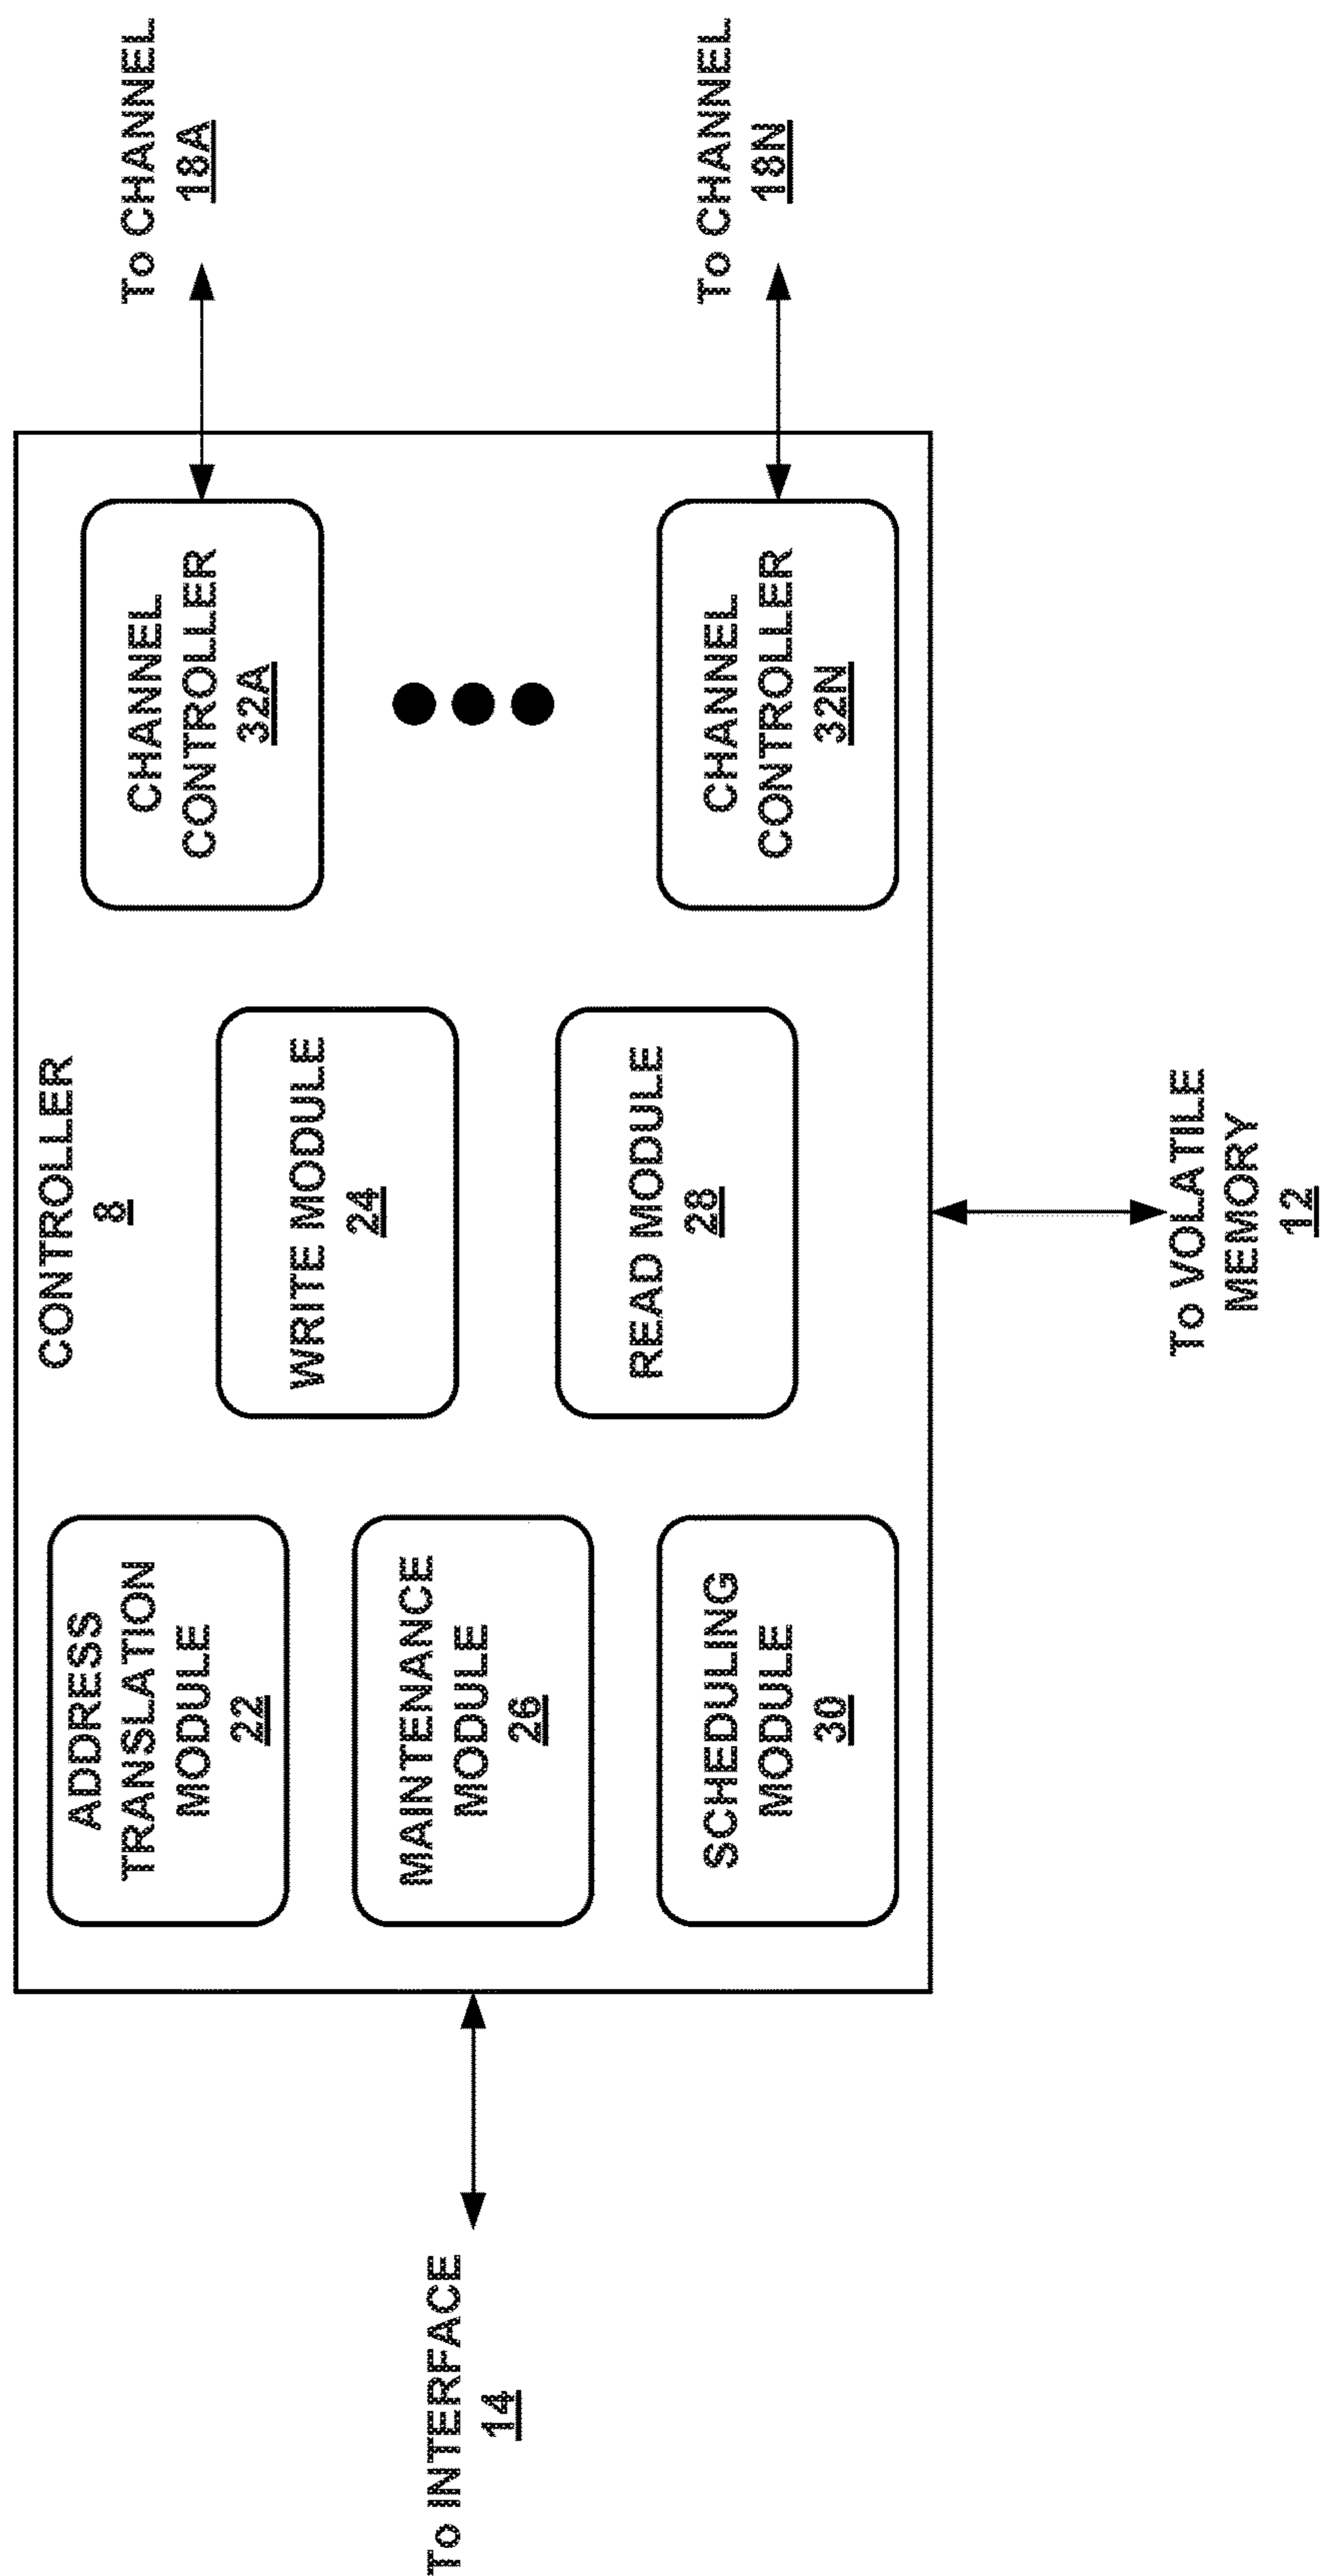 CONTROLLER
8
ADDRESS
TRANSLATION
MODULE
22
MAINTENANCE
MODULE
26
SCHEDULING
MODULE
30
WRITE MODULE
24
READ MODULE
28
CHANNEL
CONTROLLER
32A
CHANNEL
CONTROLLER
32N
To CHANNEL
18A
To CHANNEL
18N
To INTERFACE
14
To VOLATILE
MEMORY
12